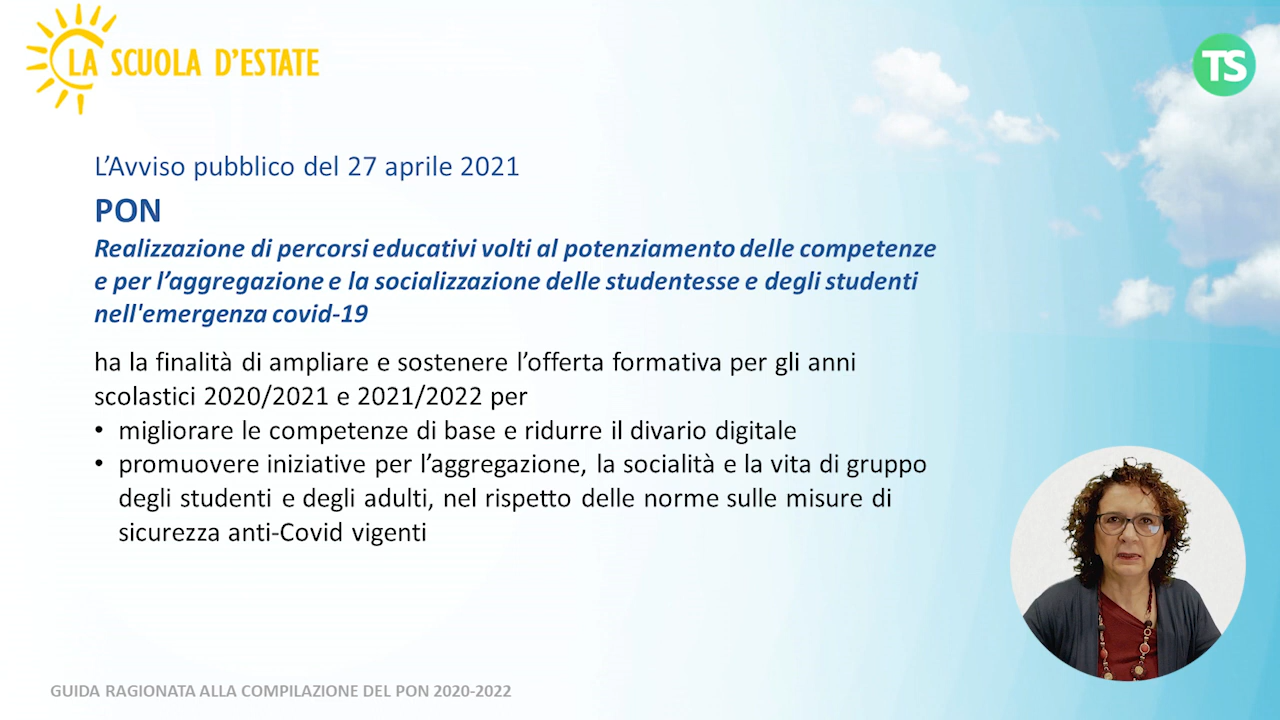 LA SCUOLA D'ESTATE
TS
L'Avviso pubblico del 27 aprile 2021
PON
Realizzazione di percorsi educativi volti al potenziamento delle competenze
e per l’aggregazione e la socializzazione delle studentesse e degli studenti
nell'emergenza covid-19
ha la finalità di ampliare e sostenere l’offerta formativa per gli anni
scolastici 2020/2021 e 2021/2022 per
• migliorare le competenze di base e ridurre il divario digitale
• promuovere iniziative per l’aggregazione, la socialità e la vita di gruppo
degli studenti e degli adulti, nel rispetto delle norme sulle misure di
sicurezza anti-Covid vigenti
GUIDA RAGIONATA ALLA COMPILAZIONE DEL PON 2020-2022